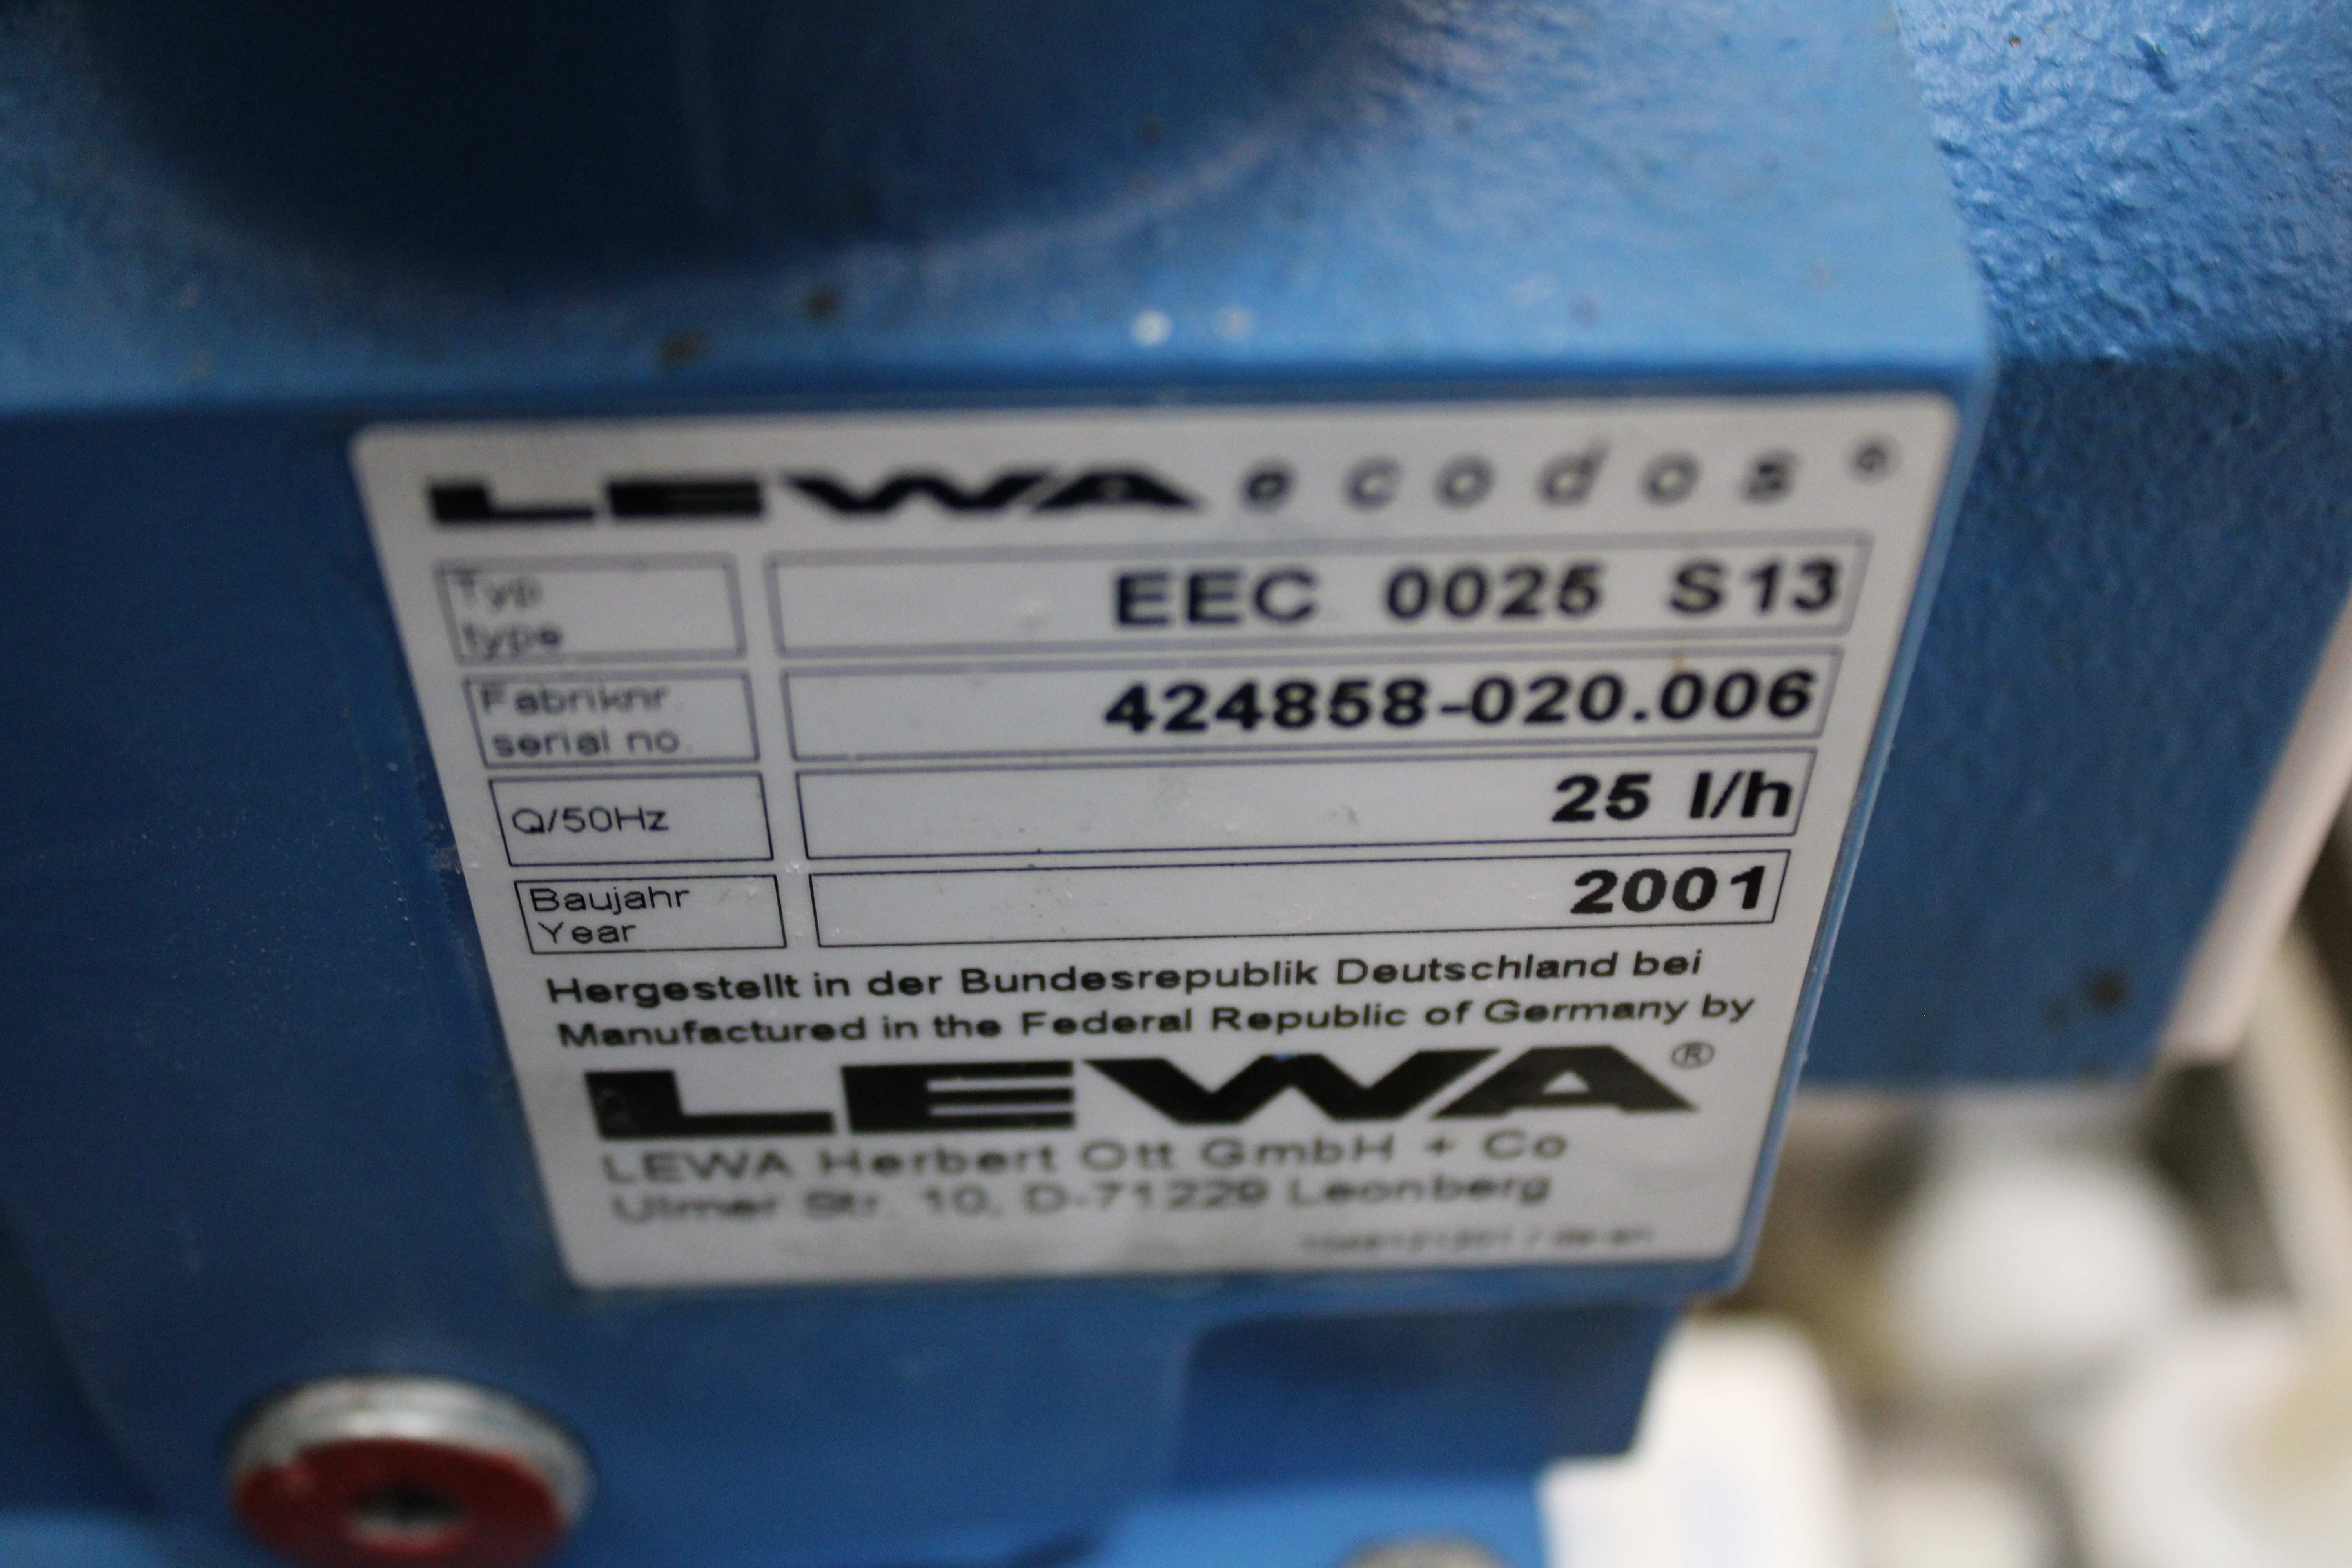 LEWA ecodos®
Typ EEC 0025 S13
type
Fabriknr. 424858-020.006
serial no.
Q/50Hz 25 l/h
Baujahr 2001
Year
Hergestellt in der Bundesrepublik Deutschland bei
Manufactured in the Federal Republic of Germany by
LEWA®
LEWA Herbert Ott GmbH + Co
Ulmer Str. 10, D-71229 Leonberg